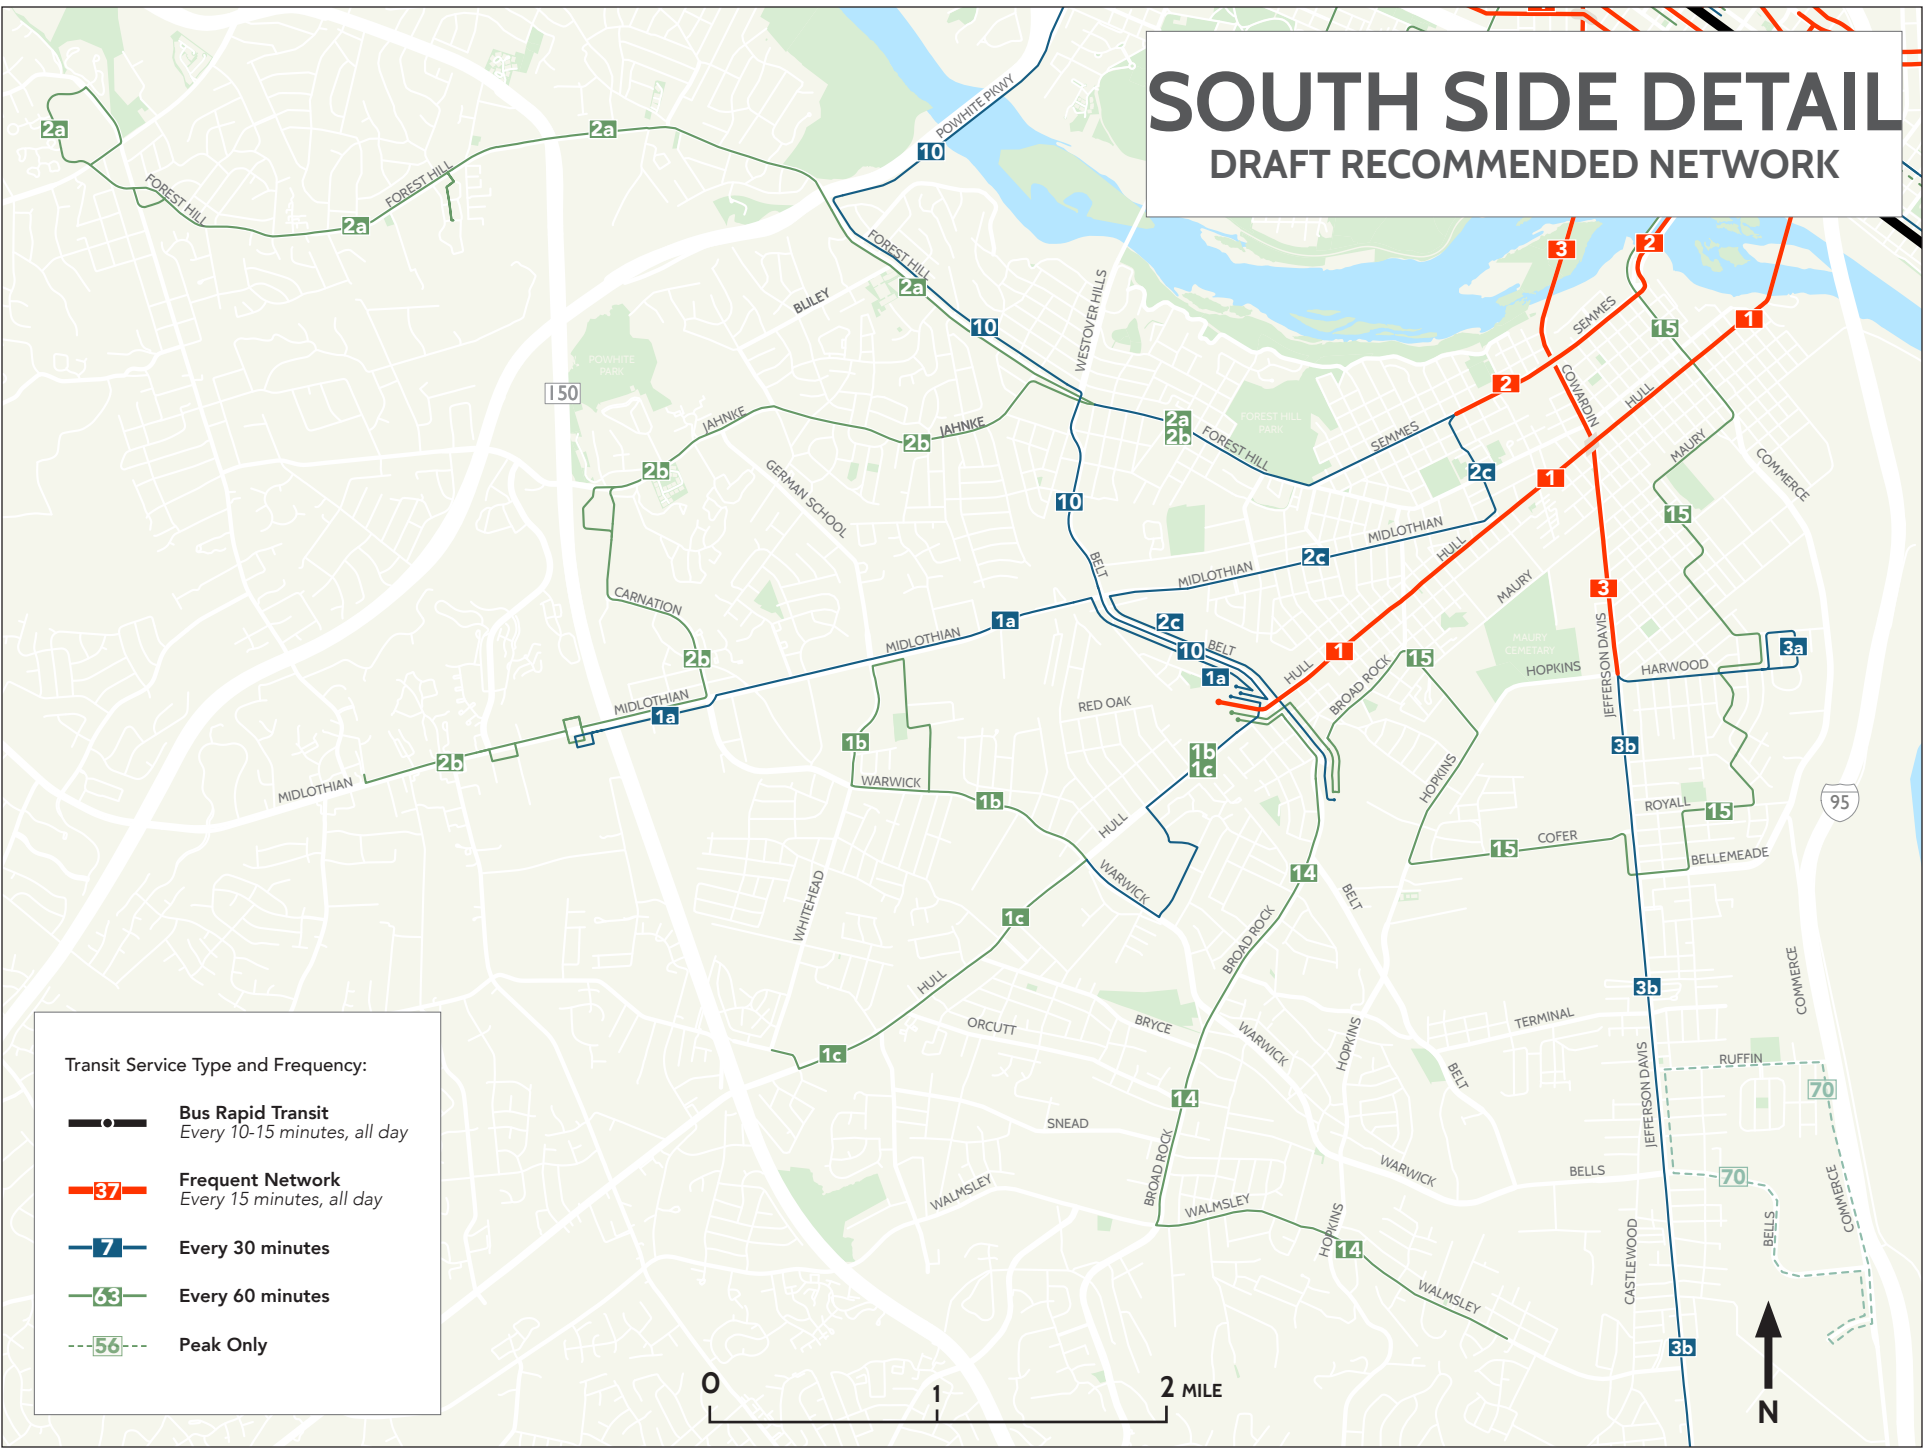 SOUTH SIDE DETAIL
DRAFT RECOMMENDED NETWORK
POWHITE PKWY
10
2a
2a
FOREST HILL
FOREST HILL
2a
FOREST HILL
2a
10
BLILEY
WESTOVER HILLS
3
2
1
SEMMES
15
POWHITE
PARK
150
2
COWARDIN
HULL
JAHNKE
JAHNKE
2b
2b
2a
2b
FOREST HILL
FOREST HILL
PARK
SEMMES
2c
1
MAURY
COMMERCE
GERMAN SCHOOL
10
15
MIDLOTHIAN
HULL
BELT
2c
MIDLOTHIAN
MAURY
3
CARNATION
1a
2c
MIDLOTHIAN
10
BELT
1
MAURY
CEMETERY
JEFFERSON DAVIS
3a
2b
1a
HULL
BROAD ROCK
15
HOPKINS
HARWOOD
MIDLOTHIAN
1a
RED OAK
1b
1b
1c
3b
2b
MIDLOTHIAN
WARWICK
1b
HOPKINS
ROYALL
15
95
HULL
COFER
15
BELLEMEADE
WARWICK
14
BELT
WHITEHEAD
1c
BROAD ROCK
HULL
3b
COMMERCE
ORCUTT
BRYCE
WARWICK
HOPKINS
TERMINAL
1c
BELT
JEFFERSON DAVIS
RUFFIN
70
14
SNEAD
BROAD ROCK
WARWICK
BELLS
70
WALMSLEY
WALMSLEY
HOPKINS
14
CASTLEWOOD
BELLS
COMMERCE
WALMSLEY
3b
Transit Service Type and Frequency:
Bus Rapid Transit
Every 10-15 minutes, all day
37
Frequent Network
Every 15 minutes, all day
7
Every 30 minutes
63
Every 60 minutes
56
Peak Only
0
1
2 MILE
N